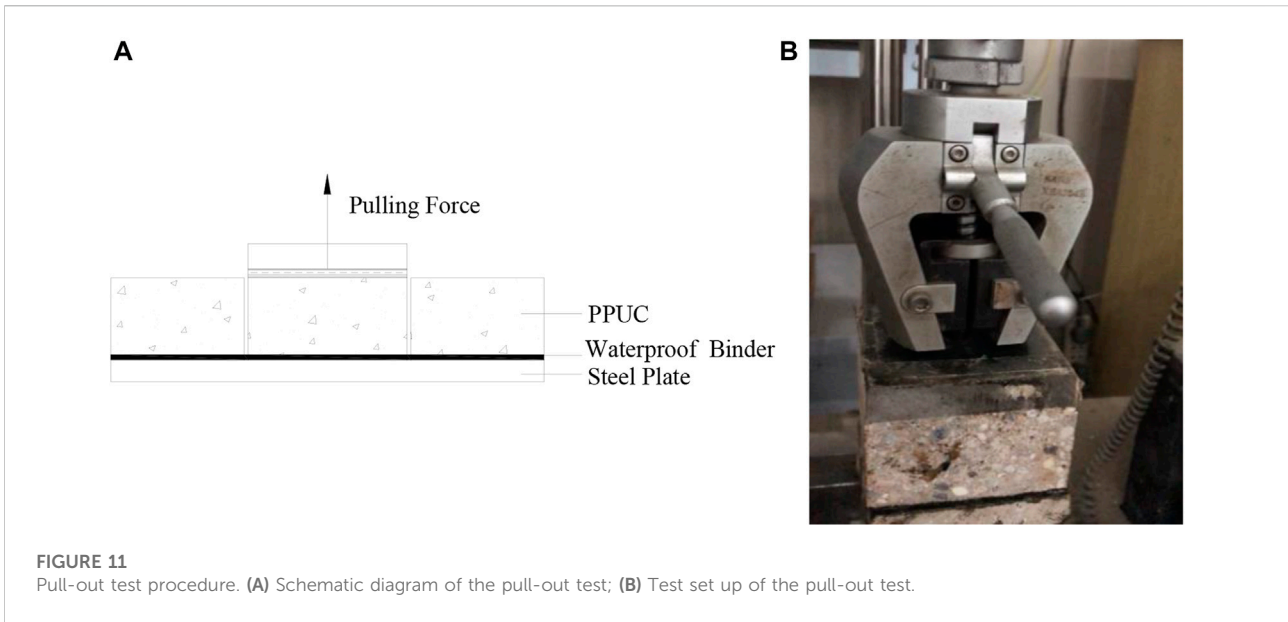 A
B
Pulling Force
PPUC
Waterproof Binder
Steel Plate
FIGURE 11
Pull-out test procedure. (A) Schematic diagram of the pull-out test; (B) Test set up of the pull-out test.